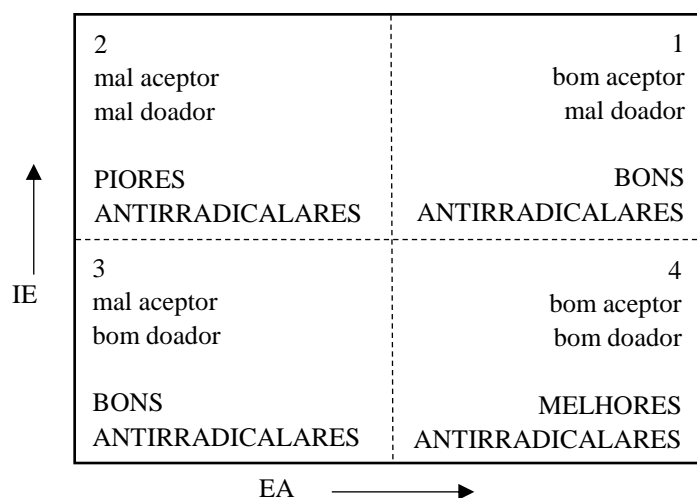 2
mal aceptor
mal doador
PIORES
ANTIRRADICALARES
1
bom aceptor
mal doador
BONS
ANTIRRADICALARES
IE
3
mal aceptor
bom doador
BONS
ANTIRRADICALARES
4
bom aceptor
bom doador
MELHORES
ANTIRRADICALARES
EA